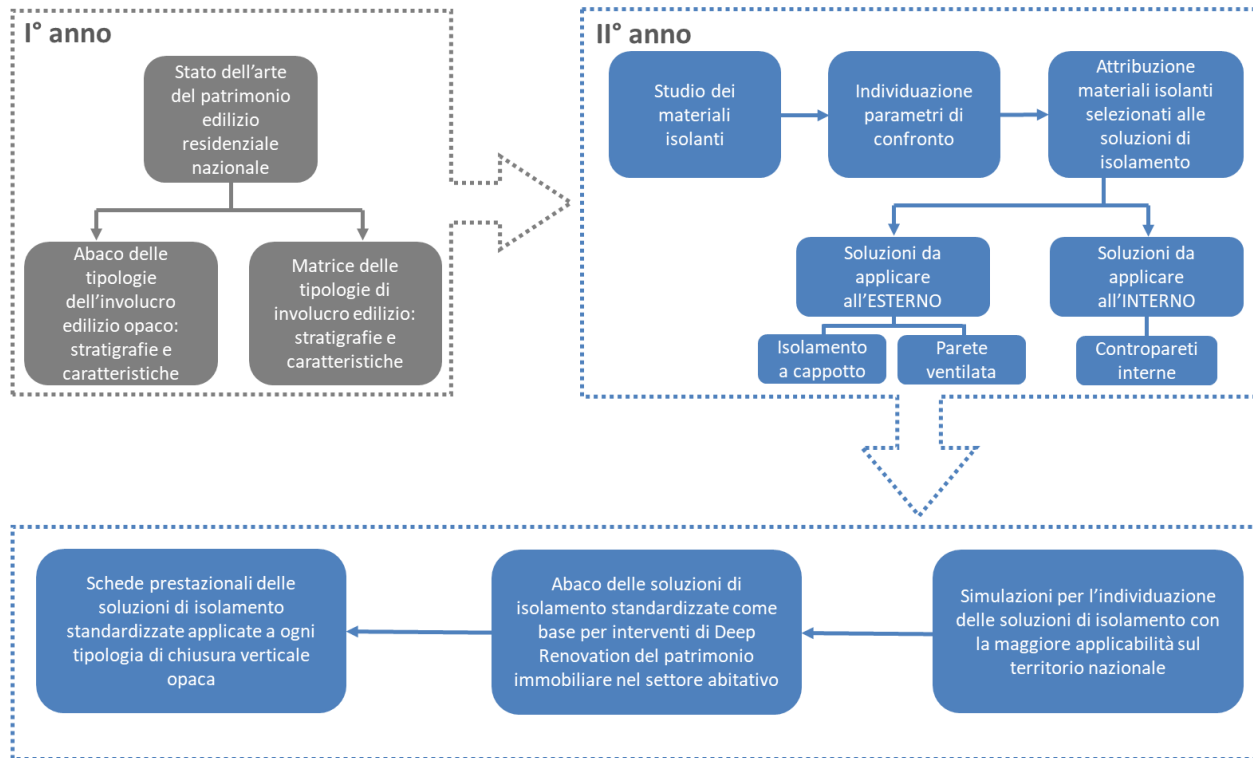 I° anno
Stato dell'arte
del patrimonio
edilizio
residenziale
nazionale
Abaco delle
tipologie
dell'involucro
edilizio opaco:
stratigrafie e
caratteristiche
Matrice delle
tipologie di
involucro edilizio:
stratigrafie e
caratteristiche
II° anno
Studio dei
materiali
isolanti
Individuazione
parametri di
confronto
Attribuzione
materiali isolanti
selezionati alle
soluzioni di
isolamento
Soluzioni da
applicare
all'ESTERNO
Soluzioni da
applicare
all'INTERNO
Isolamento
a cappotto
Parete
ventilata
Contropareti
interne
Simulazioni per l'individuazione
delle soluzioni di isolamento con
la maggiore applicabilità sul
territorio nazionale
Abaco delle soluzioni di
isolamento standardizzate come
base per interventi di Deep
Renovation del patrimonio
immobiliare nel settore abitativo
Schede prestazionali delle
soluzioni di isolamento
standardizzate applicate a ogni
tipologia di chiusura verticale
opaca